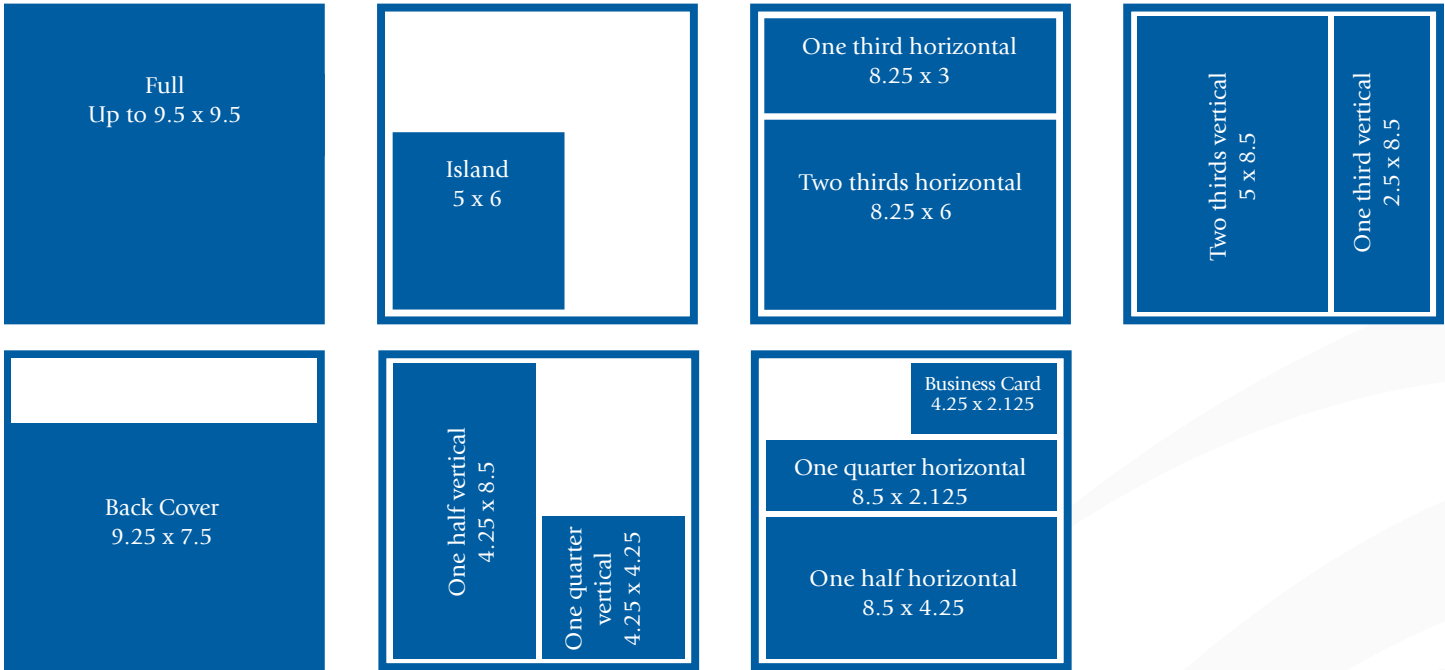 Full
Up to 9.5 x 9.5
Island
5 x 6
One third horizontal
8.25 x 3
Two thirds horizontal
8.25 x 6
Two thirds vertical
5 x 8.5
One third vertical
2.5 x 8.5
Back Cover
9.25 x 7.5
One half vertical
4.25 x 8.5
One quarter
vertical
4.25 x 4.25
Business Card
4.25 x 2.125
One quarter horizontal
8.5 x 2.125
One half horizontal
8.5 x 4.25